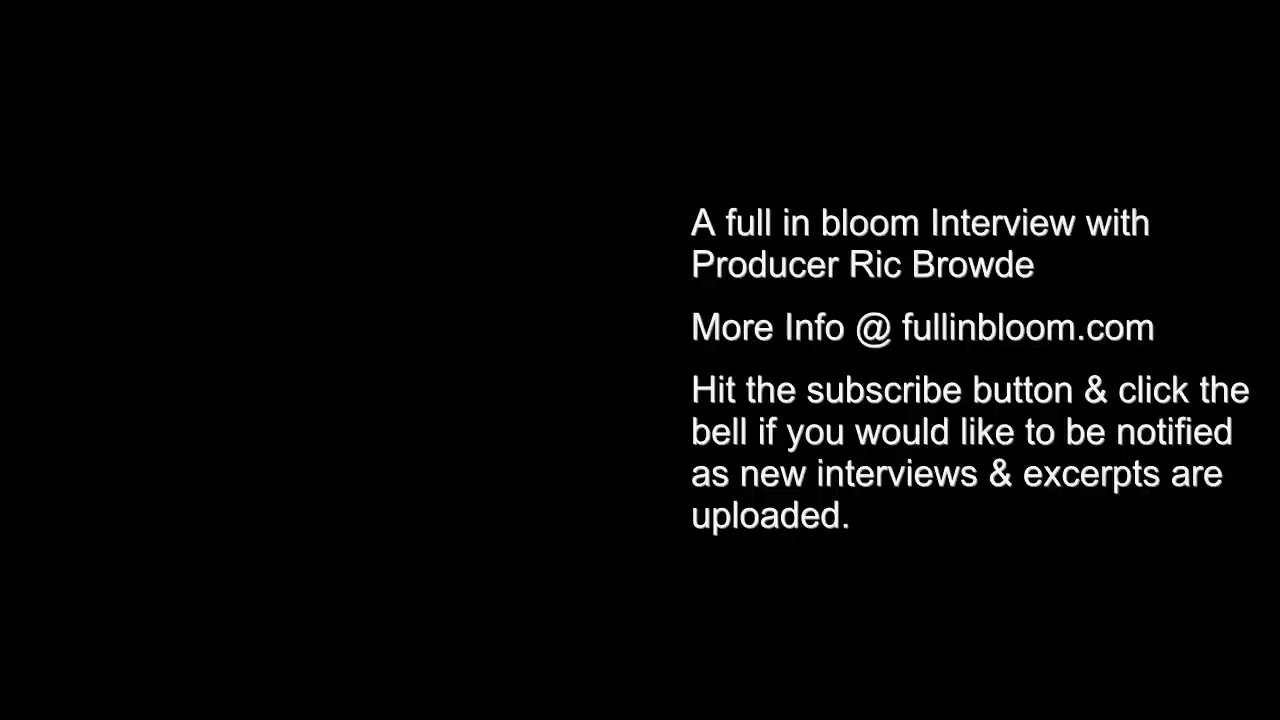 A full in bloom Interview with
Producer Ric Browde
More Info @ fullinbloom.com
Hit the subscribe button & click the
bell if you would like to be notified
as new interviews & excerpts are
uploaded.